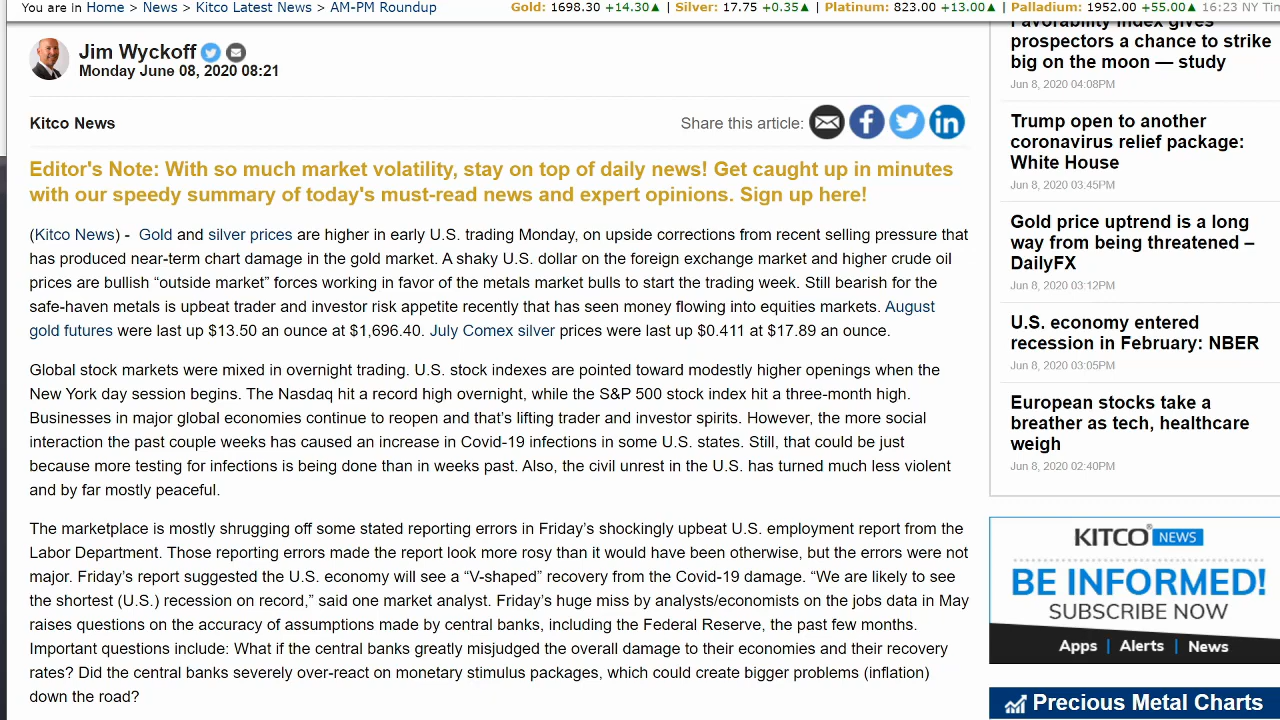 You are in Home > News > Kitco Latest News > AM-PM Roundup
Gold: 1698.30 +14.30▲ | Silver: 17.75 +0.35▲ | Platinum: 823.00 +13.00▲ | Palladium: 1952.00 +55.00▲ 16:23 NY Tim
Jim Wyckoff
Monday June 08, 2020 08:21
Kitco News
Share this article:
Editor's Note: With so much market volatility, stay on top of daily news! Get caught up in minutes
with our speedy summary of today's must-read news and expert opinions. Sign up here!
(Kitco News) - Gold and silver prices are higher in early U.S. trading Monday, on upside corrections from recent selling pressure that
has produced near-term chart damage in the gold market. A shaky U.S. dollar on the foreign exchange market and higher crude oil
prices are bullish “outside market” forces working in favor of the metals market bulls to start the trading week. Still bearish for the
safe-haven metals is upbeat trader and investor risk appetite recently that has seen money flowing into equities markets. August
gold futures were last up $13.50 an ounce at $1,696.40. July Comex silver prices were last up $0.411 at $17.89 an ounce.
Global stock markets were mixed in overnight trading. U.S. stock indexes are pointed toward modestly higher openings when the
New York day session begins. The Nasdaq hit a record high overnight, while the S&P 500 stock index hit a three-month high.
Businesses in major global economies continue to reopen and that’s lifting trader and investor spirits. However, the more social
interaction the past couple weeks has caused an increase in Covid-19 infections in some U.S. states. Still, that could be just
because more testing for infections is being done than in weeks past. Also, the civil unrest in the U.S. has turned much less violent
and by far mostly peaceful.
The marketplace is mostly shrugging off some stated reporting errors in Friday’s shockingly upbeat U.S. employment report from the
Labor Department. Those reporting errors made the report look more rosy than it would have been otherwise, but the errors were not
major. Friday’s report suggested the U.S. economy will see a “V-shaped” recovery from the Covid-19 damage. “We are likely to see
the shortest (U.S.) recession on record,” said one market analyst. Friday’s huge miss by analysts/economists on the jobs data in May
raises questions on the accuracy of assumptions made by central banks, including the Federal Reserve, the past few months.
Important questions include: What if the central banks greatly misjudged the overall damage to their economies and their recovery
rates? Did the central banks severely over-react on monetary stimulus packages, which could create bigger problems (inflation)
down the road?
Favorability index gives
prospectors a chance to strike
big on the moon — study
Jun 8, 2020 04:08PM
Trump open to another
coronavirus relief package:
White House
Jun 8, 2020 03:45PM
Gold price uptrend is a long
way from being threatened –
DailyFX
Jun 8, 2020 03:12PM
U.S. economy entered
recession in February: NBER
Jun 8, 2020 03:05PM
European stocks take a
breather as tech, healthcare
weigh
Jun 8, 2020 02:40PM
KITCO® NEWS
BE INFORMED!
SUBSCRIBE NOW
Apps | Alerts | News
Precious Metal Charts